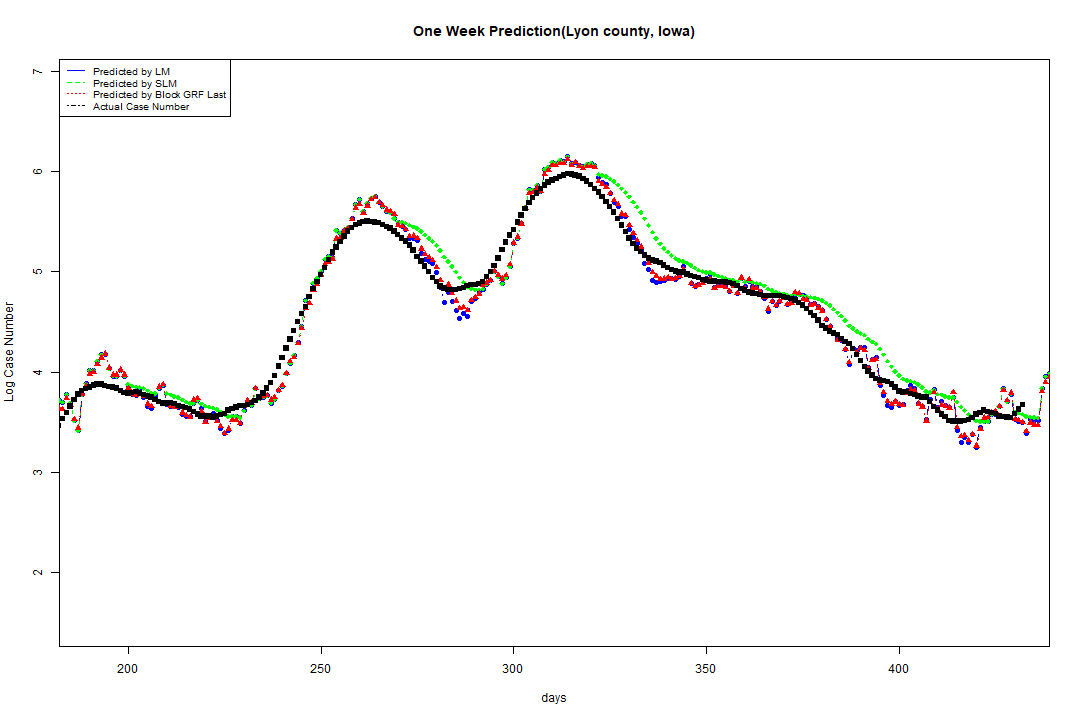 One Week Prediction(Lyon county, Iowa)
Predicted by LM
Predicted by SLM
Predicted by Block GRF Last
Actual Case Number
Log Case Number
7
6
5
4
3
2
200 250 300 350 400
days